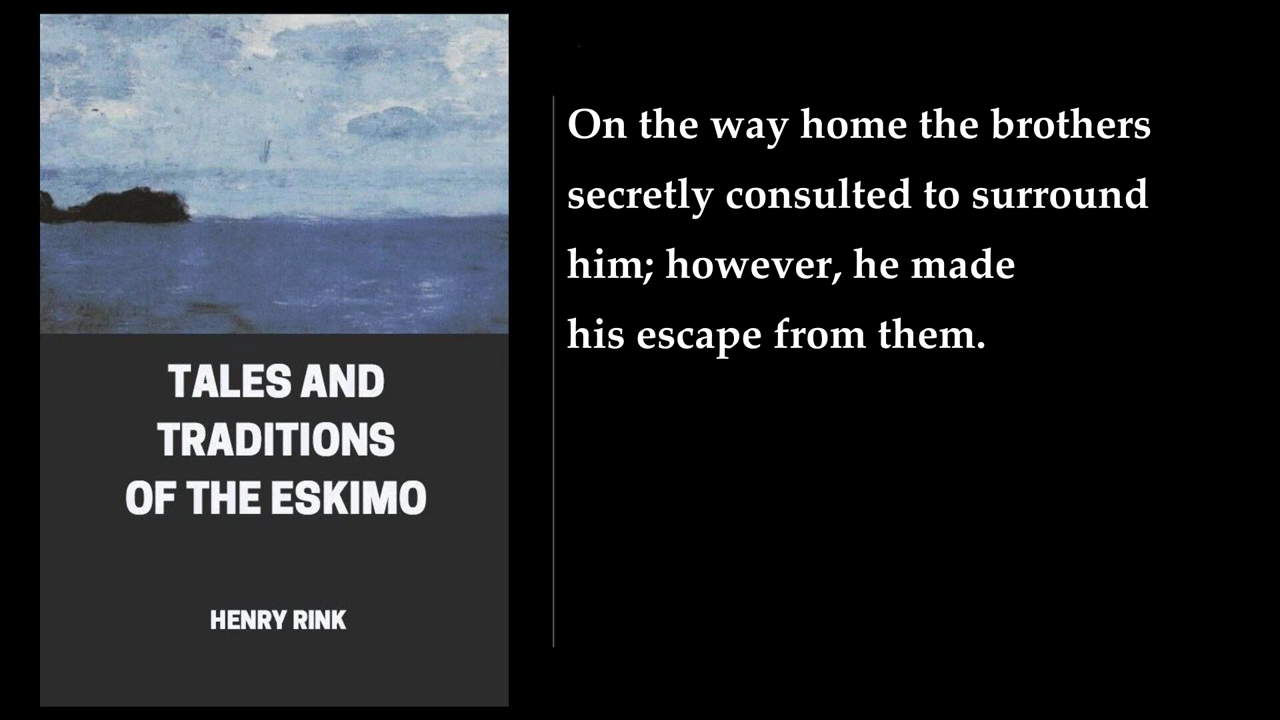 TALES AND
TRADITIONS
OF THE ESKIMO
HENRY RINK
On the way home the brothers
secretly consulted to surround
him; however, he made
his escape from them.